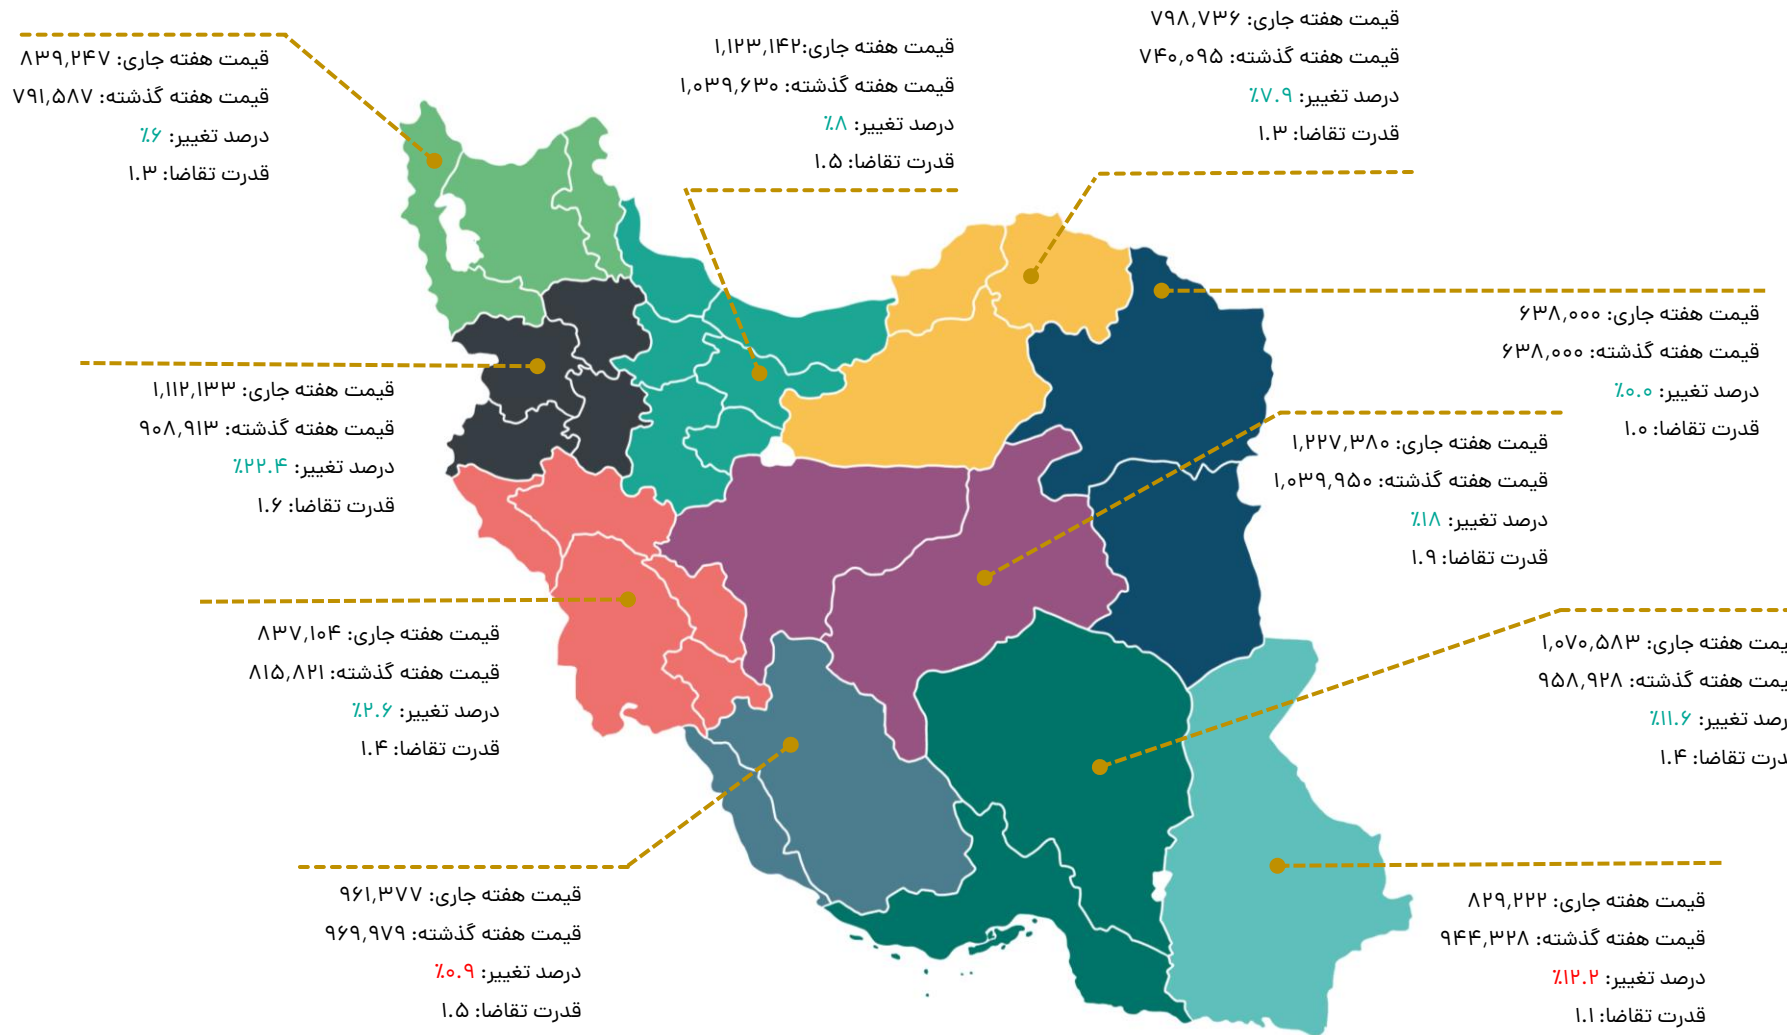 قیمت هفته جاری: ۷۹۸,۷۳۶
قیمت هفته گذشته: ۷۴۰,۰۹۵
درصد تغییر: ٪۷.۹
قدرت تقاضا: ۱.۳
قیمت هفته جاری:۱,۱۲۳,۱۴۲
قیمت هفته گذشته: ۱,۰۳۹,۶۳۰
درصد تغییر: ٪۸
قدرت تقاضا: ۱.۵
قیمت هفته جاری: ۸۳۹,۲۴۷
قیمت هفته گذشته: ۷۹۱,۵۸۷
درصد تغییر: ٪۶
قدرت تقاضا: ۱.۳
قیمت هفته جاری: ۶۳۸,۰۰۰
قیمت هفته گذشته: ۶۳۸,۰۰۰
درصد تغییر: ٪۰.۰
قدرت تقاضا: ۱.۰
قیمت هفته جاری: ۱,۱۱۲,۱۳۳
قیمت هفته گذشته: ۹۰۸,۹۱۳
درصد تغییر: ٪۲۲.۴
قدرت تقاضا: ۱.۶
قیمت هفته جاری: ۱,۲۲۷,۳۸۰
قیمت هفته گذشته: ۱,۰۳۹,۹۵۰
درصد تغییر: ٪۱۸
قدرت تقاضا: ۱.۹
قیمت هفته جاری: ۸۳۷,۱۰۴
قیمت هفته گذشته: ۸۱۵,۸۲۱
درصد تغییر: ٪۲.۶
قدرت تقاضا: ۱.۴
یمت هفته جاری: ۱,۰۷۰,۵۸۳
یمت هفته گذشته: ۹۵۸,۹۲۸
رصد تغییر: ٪۱۱.۶
درت تقاضا: ۱.۴
قیمت هفته جاری: ۹۶۱,۳۷۷
قیمت هفته گذشته: ۹۶۹,۹۷۹
درصد تغییر: ٪۰.۹
قدرت تقاضا: ۱.۵
قیمت هفته جاری: ۸۲۹,۲۲۲
قیمت هفته گذشته: ۹۴۴,۳۲۸
درصد تغییر: ٪۱۲.۲
قدرت تقاضا: ۱.۱